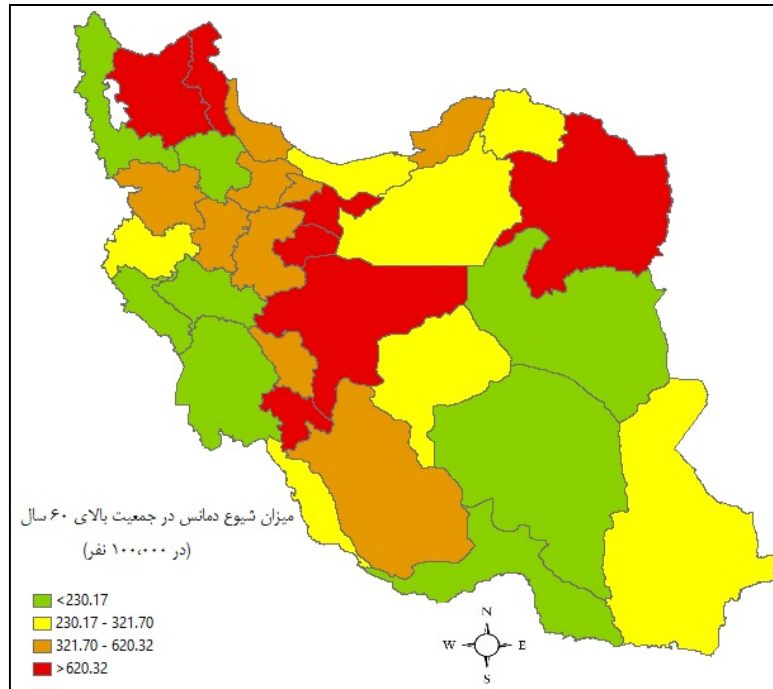 میزان شیوع دمانس در جمعیت بالای ۶۰ سال
(در ۱۰۰،۰۰۰ نفر)
<230.17
230.17 - 321.70
321.70 - 620.32
>620.32
N
W E
S